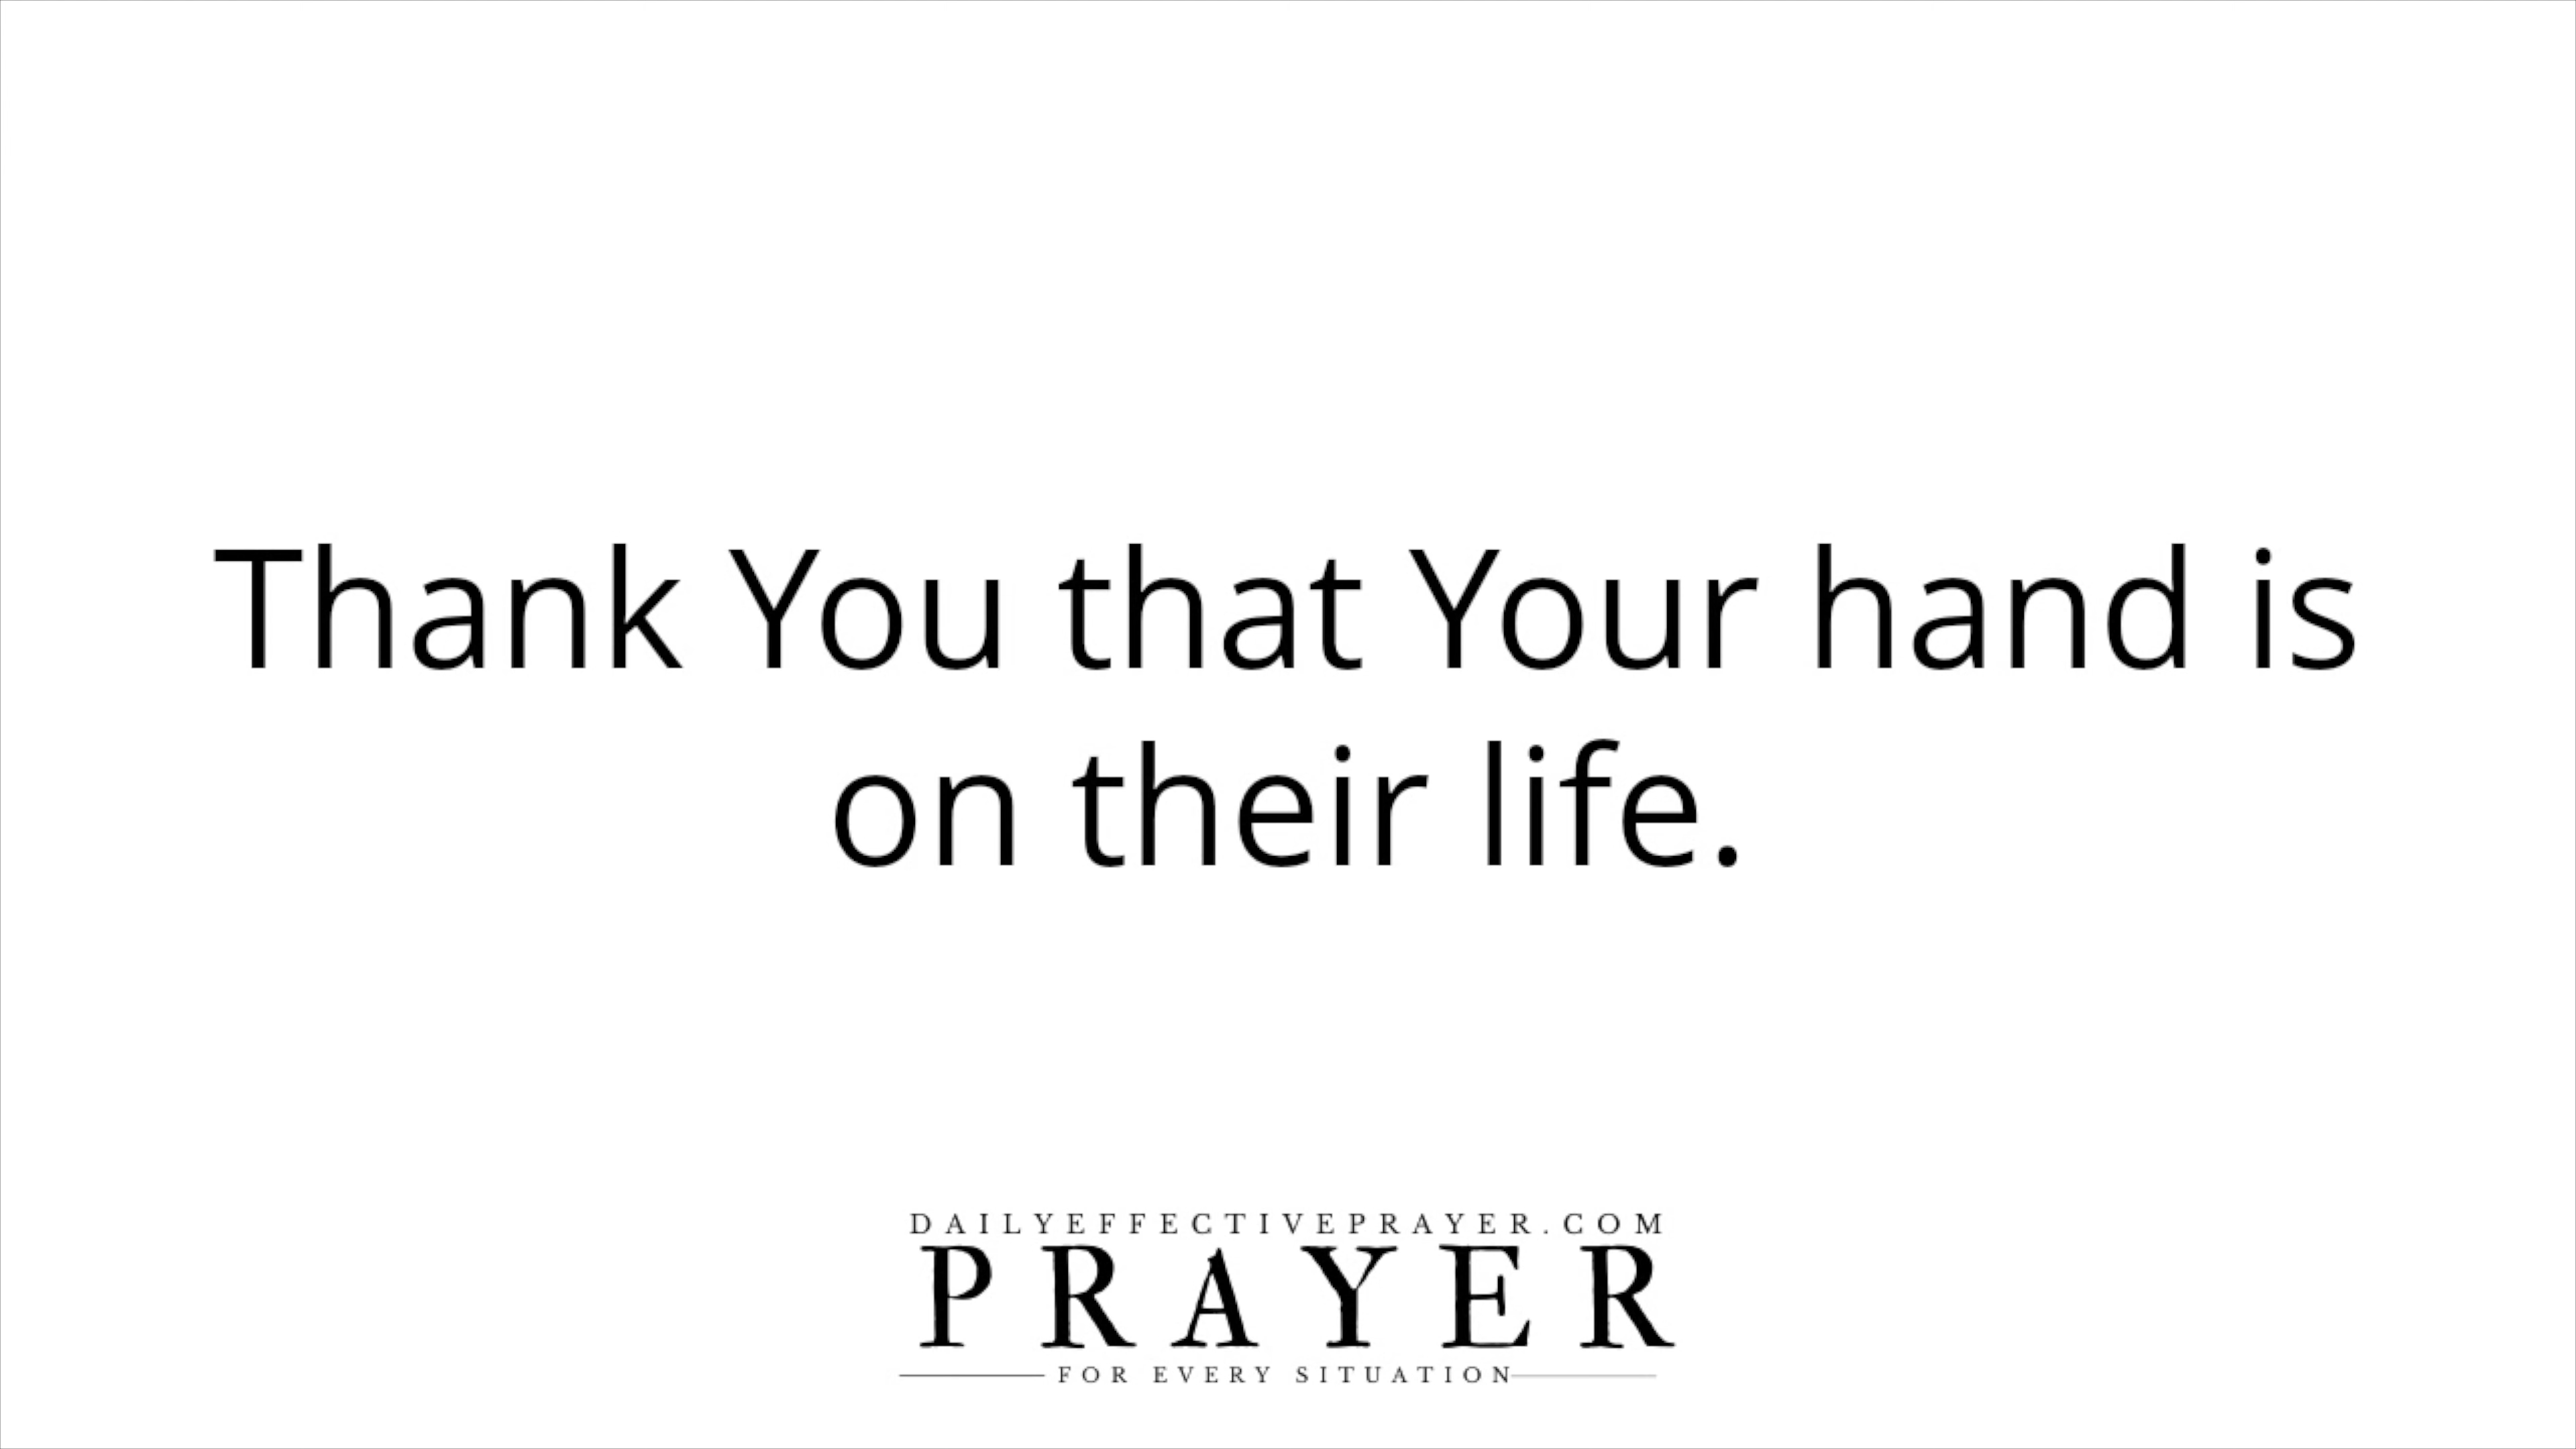 Thank You that Your hand is
on their life.
DAILYEFFECTIVEPRAYER.COM
PRAYER
FOR EVERY SITUATION